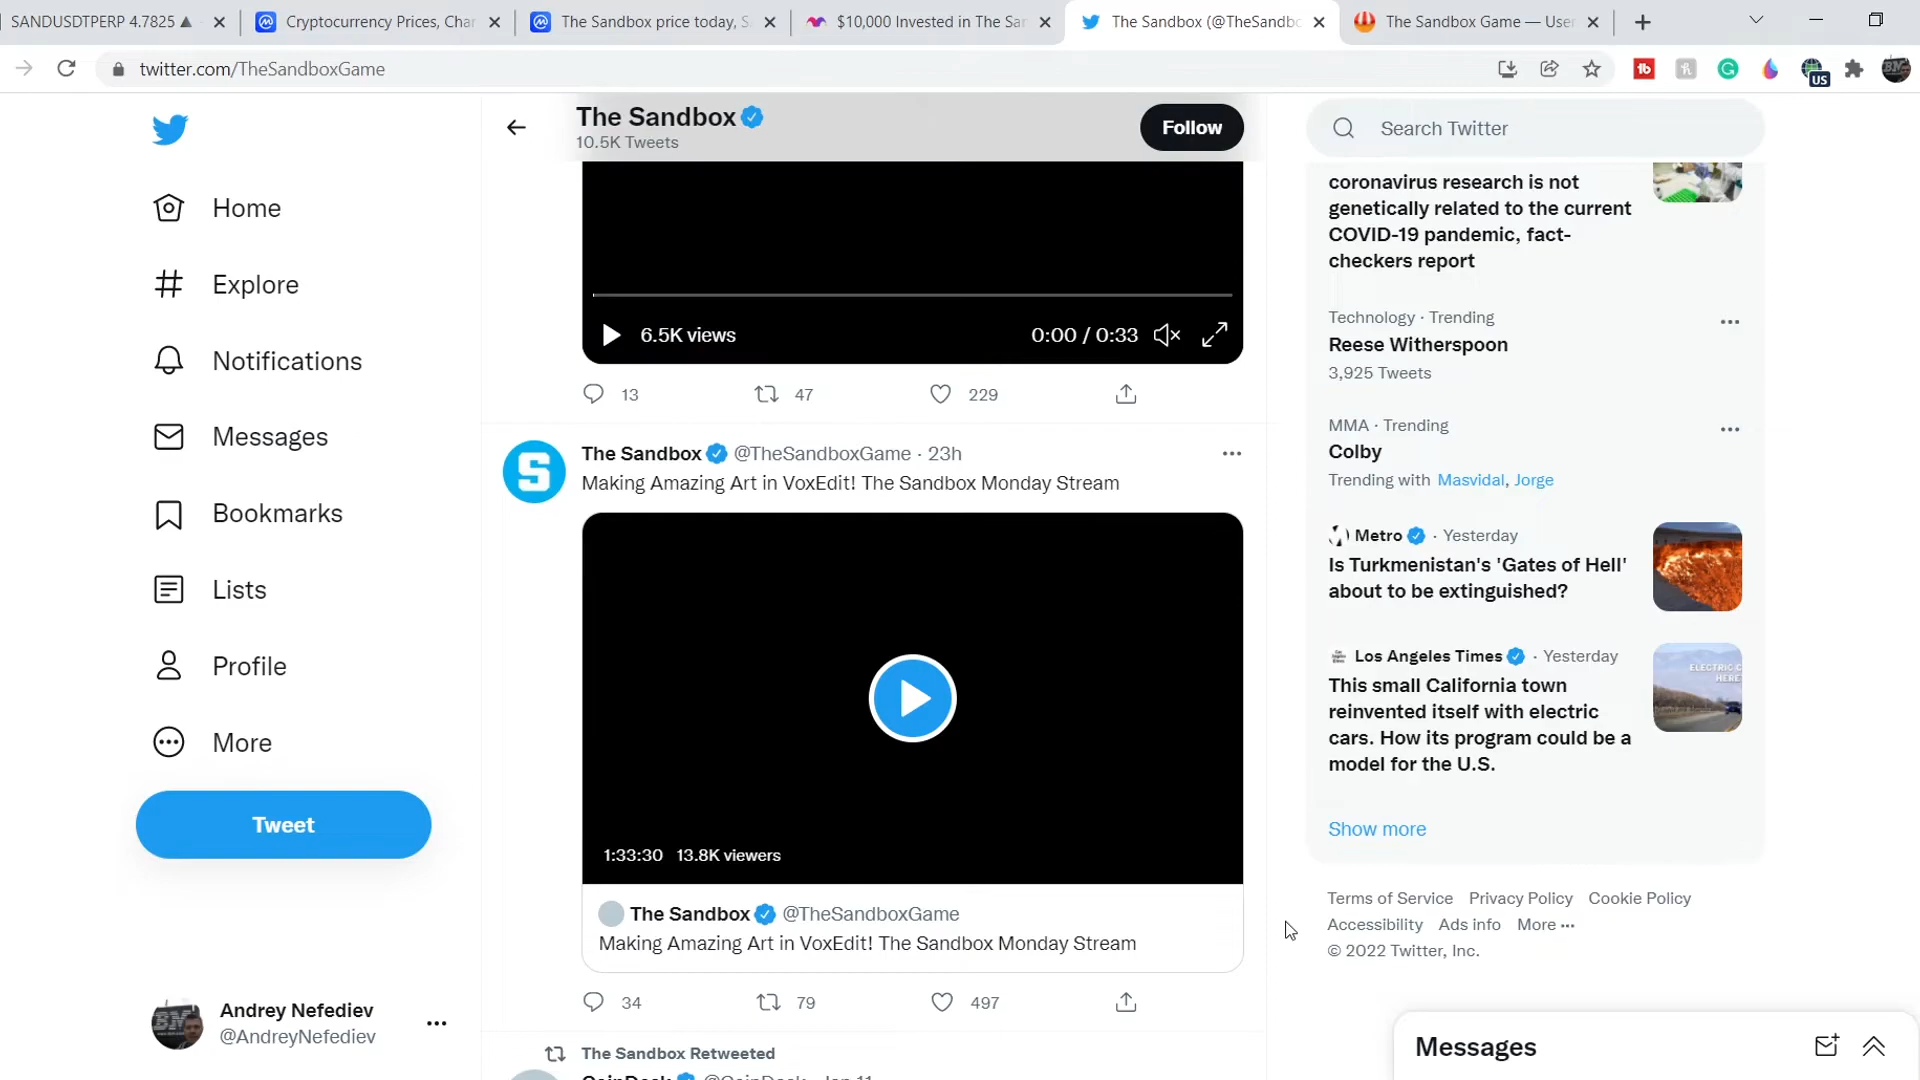 SANDUSDTPERP 4.7825 ▲
Cryptocurrency Prices, Char
The Sandbox price today, S
$10,000 Invested in The Sa
The Sandbox (@TheSandbo
The Sandbox Game — User
twitter.com/TheSandboxGame
US
The Sandbox
10.5K Tweets
Follow
Search Twitter
Home
Explore
Notifications
Messages
Bookmarks
Lists
Profile
More
Tweet
Andrey Nefediev
@AndreyNefediev
6.5K views
0:00 / 0:33
13
47
229
The Sandbox @TheSandboxGame · 23h
Making Amazing Art in VoxEdit! The Sandbox Monday Stream
1:33:30 13.8K viewers
The Sandbox @TheSandboxGame
Making Amazing Art in VoxEdit! The Sandbox Monday Stream
34
79
497
The Sandbox Retweeted
CoinDesk @CoinDesk · Jan 11
coronavirus research is not
genetically related to the current
COVID-19 pandemic, fact-
checkers report
Technology · Trending
Reese Witherspoon
3,925 Tweets
MMA · Trending
Colby
Trending with Masvidal, Jorge
Metro · Yesterday
Is Turkmenistan's 'Gates of Hell'
about to be extinguished?
Los Angeles Times · Yesterday
This small California town
reinvented itself with electric
cars. How its program could be a
model for the U.S.
ELECTRIC C
HERE
Show more
Terms of Service Privacy Policy Cookie Policy
Accessibility Ads info More ···
© 2022 Twitter, Inc.
Messages